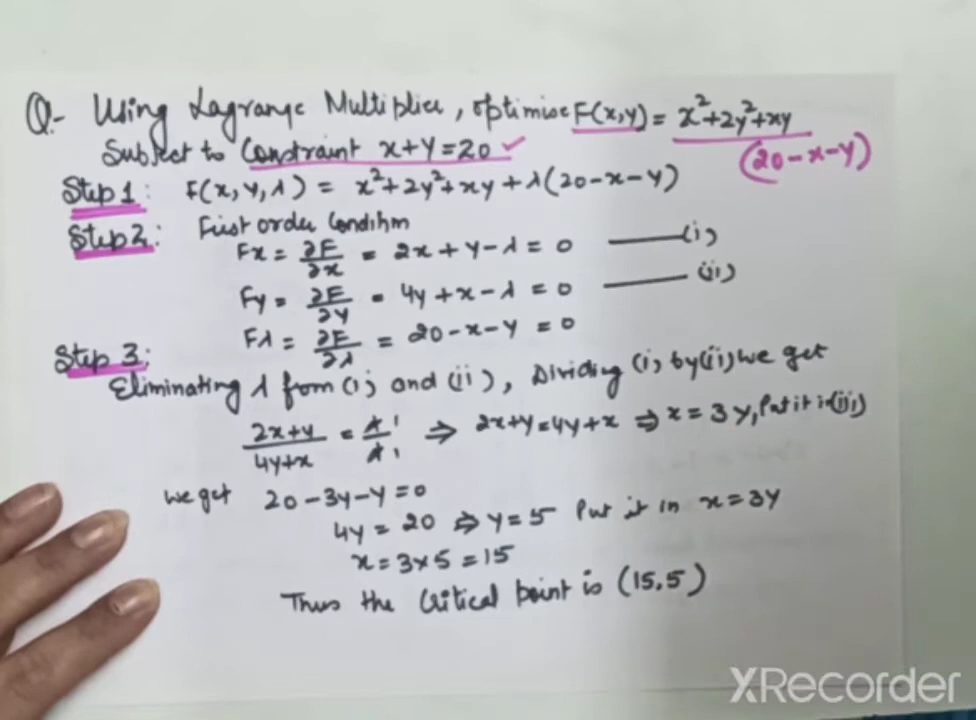 Q.- Using Lagrange Multiplier, optimise F(x,y) = x²+2y²+xy
Subject to Constraint x+y=20 ✓ (20-x-y)
Step 1: F(x, y, λ) = x²+2y²+xy+λ(20-x-y)
Step 2: First order Condihm
Fx = ∂F/∂x = 2x+y-λ = 0 —— (i)
Fy = ∂F/∂y = 4y+x-λ = 0 —— (ii)
Fλ = ∂F/∂λ = 20-x-y = 0
Step 3:
Eliminating λ from (i) and (ii), Dividing (i) by (ii) we get
2x+y/4y+x = λ 1/λ 1 ⇒ 2x+y=4y+x ⇒ x=3y, Put it in (iii)
we get 20-3y-y=0
4y = 20 ⇒ y=5 Put it in x=3y
x=3×5=15
Thus the critical point is (15,5)
XRecorder